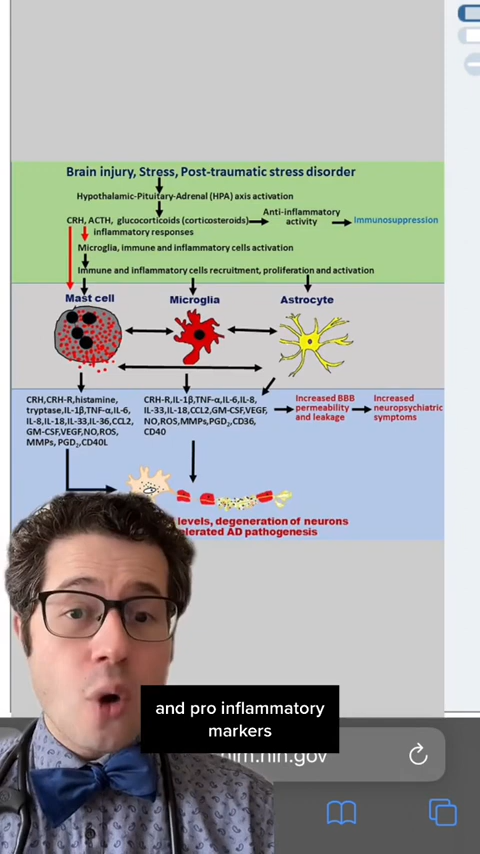 Brain injury, Stress, Post-traumatic stress disorder
Hypothalamic-Pituitary-Adrenal (HPA) axis activation
CRH, ACTH, glucocorticoids (corticosteroids)
Anti-inflammatory
activity
Immunosuppression
inflammatory responses
Microglia, immune and inflammatory cells activation
Immune and inflammatory cells recruitment, proliferation and activation
Mast cell
Microglia
Astrocyte
CRH,CRH-R,histamine,
tryptase,IL-1β,TNF-α,IL-6,
IL-8,IL-18,IL-33,IL-36,CCL2,
GM-CSF,VEGF,NO,ROS,
MMPs, PGD2,CD40L
CRH-R,IL-1β,TNF-α,IL-6,IL-8,
IL-33,IL-18,CCL2,GM-CSF,VEGF,
NO,ROS,MMPs,PGD2,CD36,
CD40
Increased BBB
permeability
and leakage
Increased
neuropsychiatric
symptoms
levels, degeneration of neurons
AD pathogenesis
and pro inflammatory
markers
.nih.gov